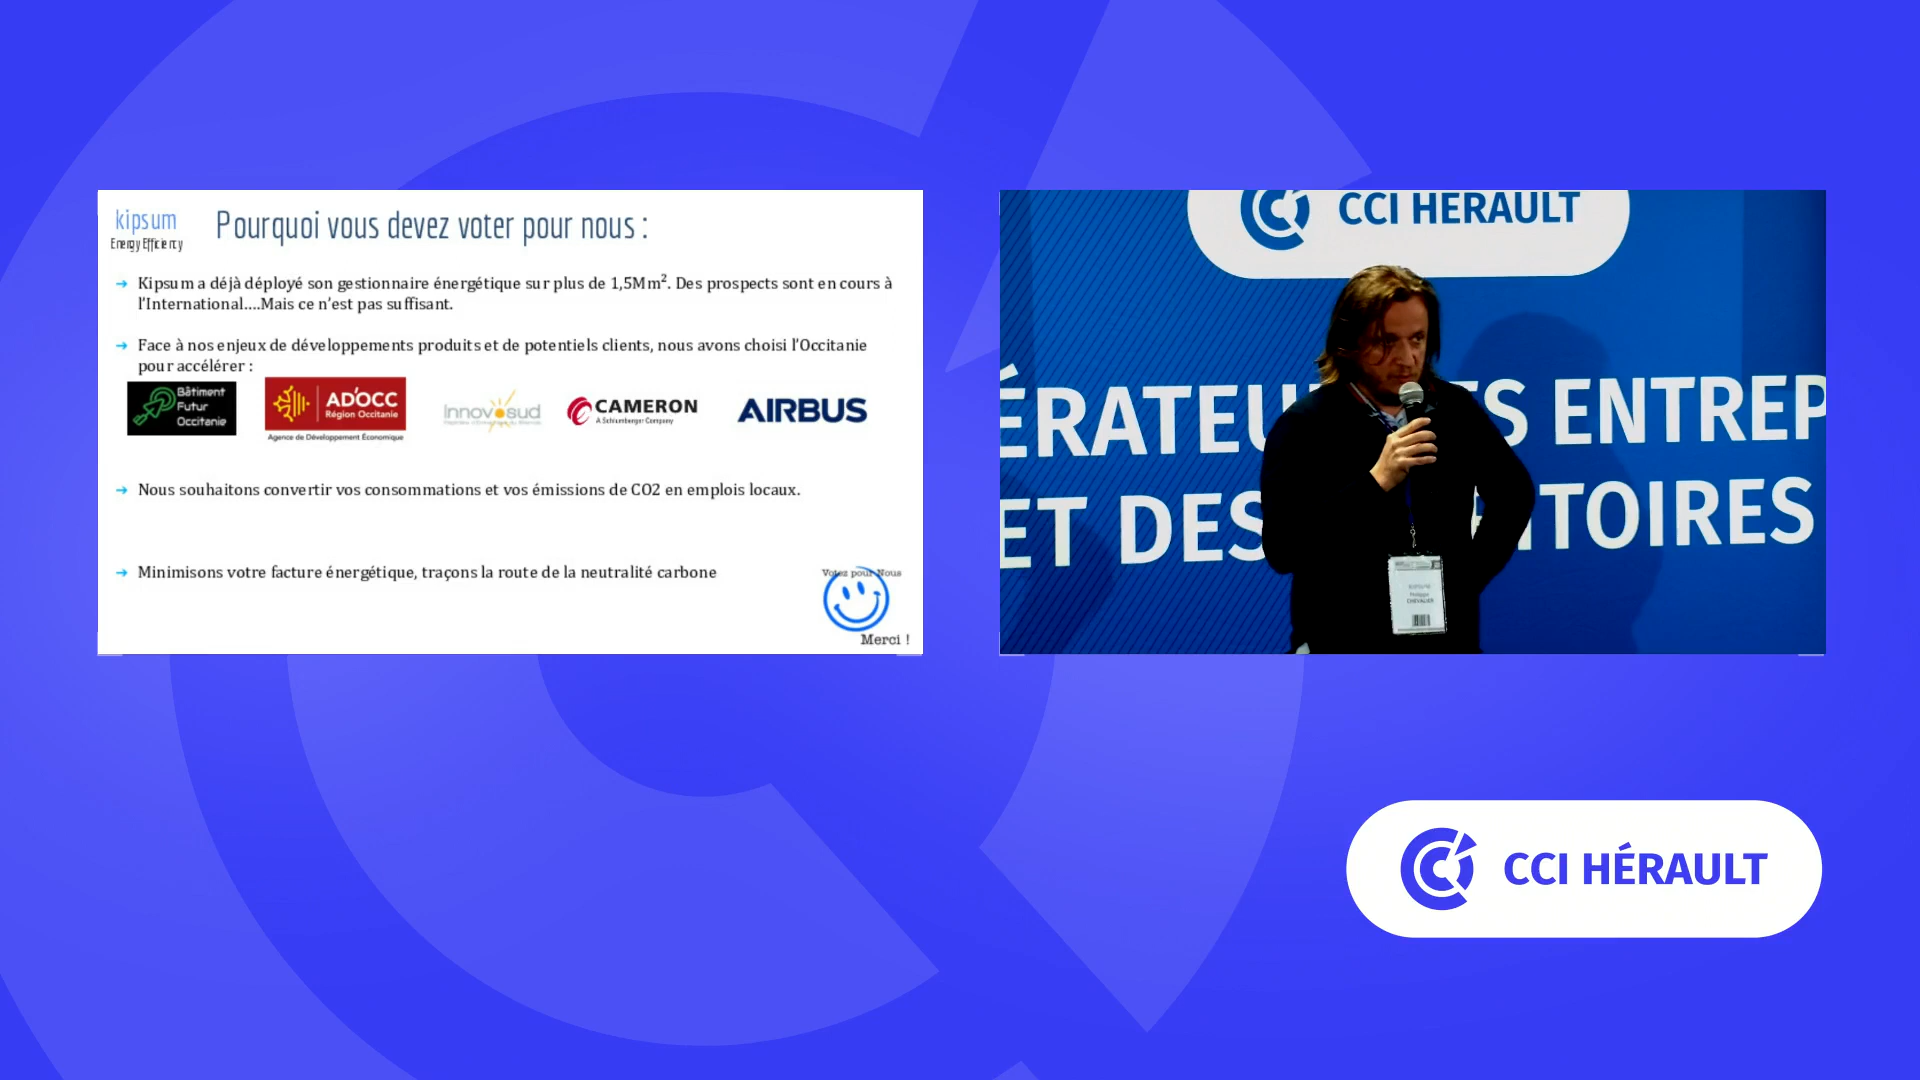 kipsum
Energy Efficiency
Pourquoi vous devez voter pour nous :
→ Kipsum a déjà déployé son gestionnaire énergétique sur plus de 1,5Mm². Des prospects sont en cours à
l'International....Mais ce n'est pas suffisant.
→ Face à nos enjeux de développements produits et de potentiels clients, nous avons choisi l'Occitanie
pour accélérer :
Bâtiment
Futur
Occitanie
AD'OCC
Région Occitanie
Agence de Développement Économique
Innovosud
CAMERON
A Schlumberger Company
AIRBUS
→ Nous souhaitons convertir vos consommations et vos émissions de CO2 en emplois locaux.
→ Minimisons votre facture énergétique, traçons la route de la neutralité carbone
Votez pour Nous
Merci !
CCI HÉRAULT
ÉRATEU S ENTREP
ET DES ITOIRES
KIPSUM
Philippe
CHEVALIER
CCI HÉRAULT